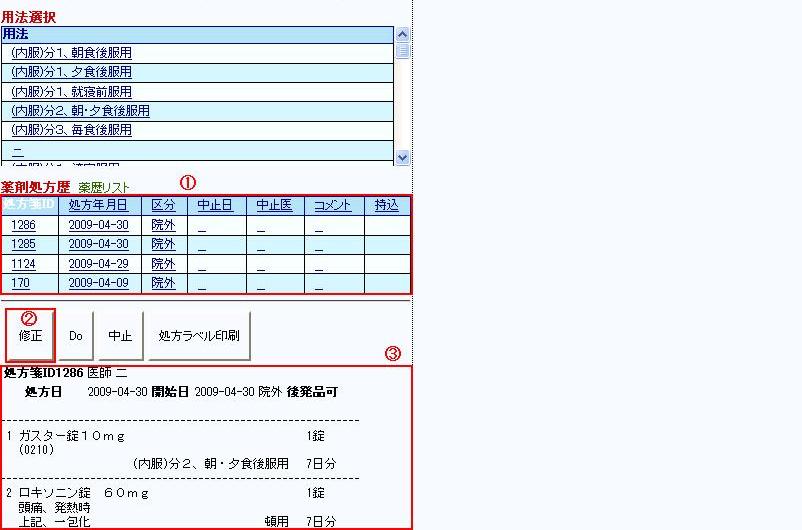 用法選択
用法
(内服)分1、朝食後服用
(内服)分1、夕食後服用
(内服)分1、就寝前服用
(内服)分2、朝・夕食後服用
(内服)分3、毎食後服用
ニ
薬剤処方歴 薬歴リスト ①
処方箋ID 処方年月日 区分 中止日 中止医 コメント 持込
1286 2009-04-30 院外 _ _ _
1285 2009-04-30 院外 _ _ _
1124 2009-04-29 院外 _ _ _
170 2009-04-09 院外 _ _ _
②
修正 Do 中止 処方ラベル印刷
③
処方箋ID1286 医師 二
処方日 2009-04-30 開始日 2009-04-30 院外 後発品可
1 ガスター錠10mg 1錠
(0210)
(内服)分2、朝・夕食後服用 7日分
2 ロキソニン錠 60mg 1錠
頭痛、発熱時
上記、一包化 頓用 7日分